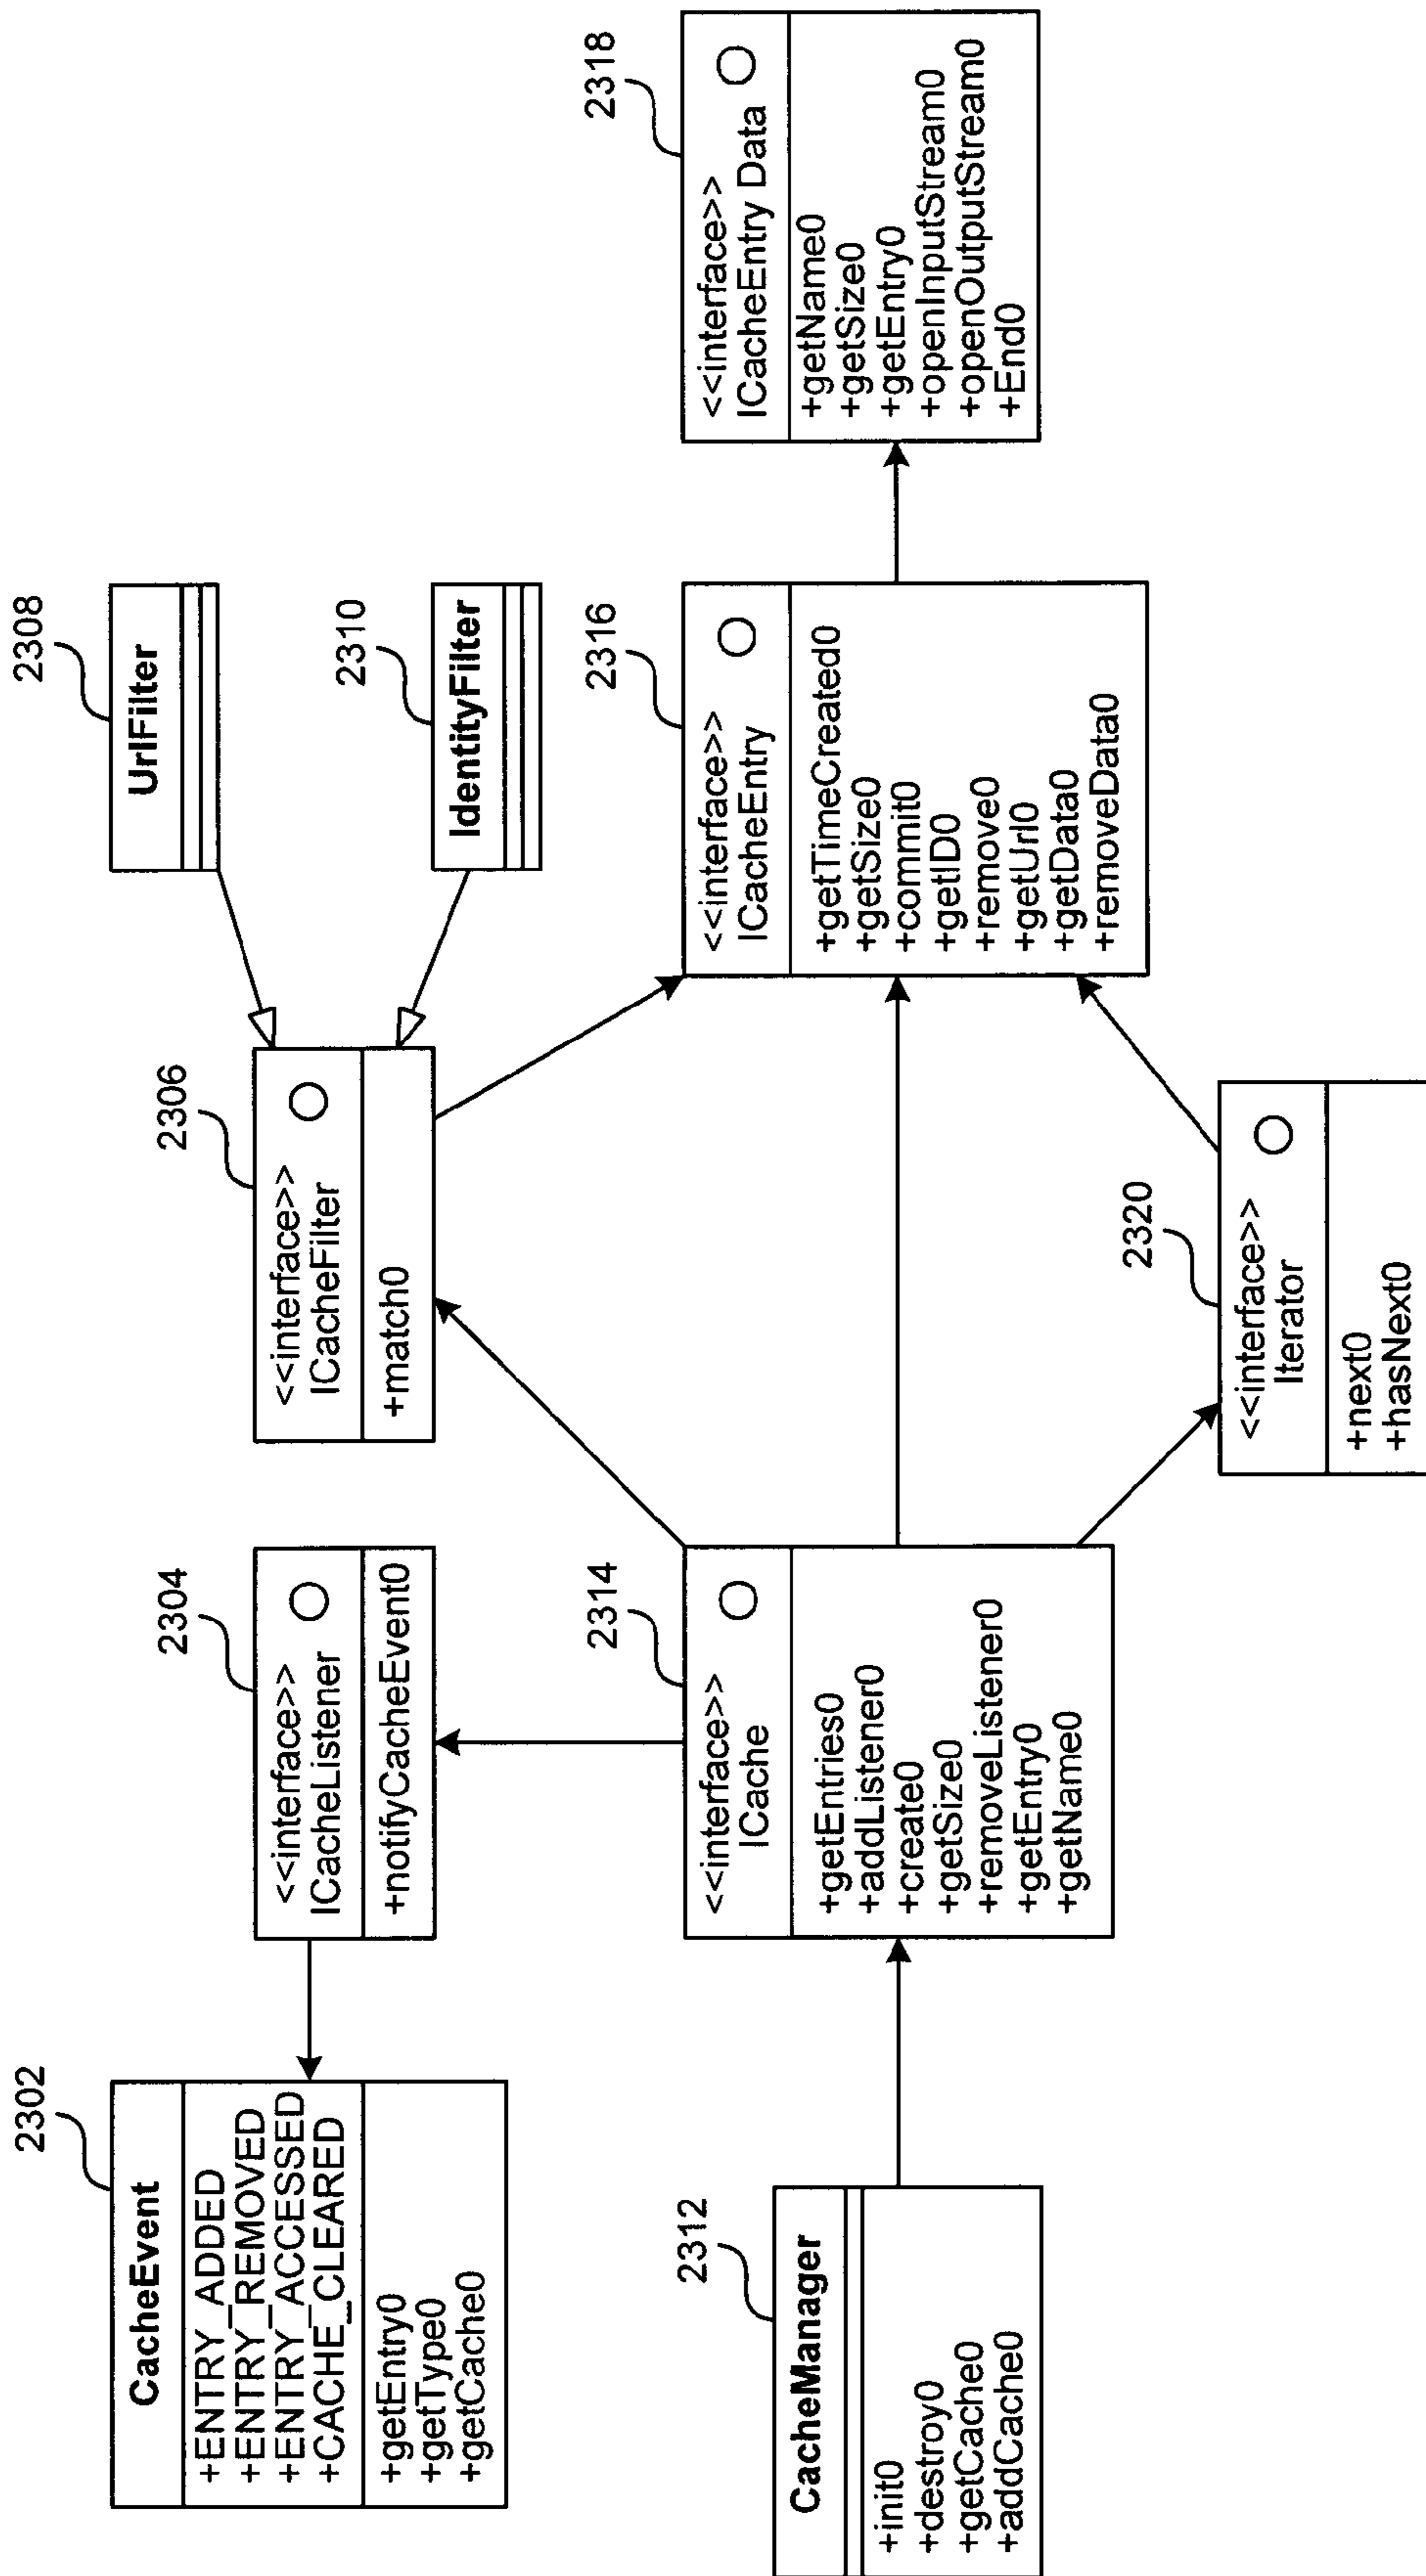 2302
CacheEvent
+ENTRY_ADDED
+ENTRY_REMOVED
+ENTRY_ACCESSED
+CACHE_CLEARED
+getEntry0
+getType0
+getCache0
2304
<<interface>>
ICacheListener
+notifyCacheEvent0
2306
<<interface>>
ICacheFilter
+match0
2308
UrlFilter
2310
IdentityFilter
2312
CacheManager
+init0
+destroy0
+getCache0
+addCache0
2314
<<interface>>
ICache
+getEntries0
+addListener0
+create0
+getSize0
+removeListener0
+getEntry0
+getName0
2316
<<interface>>
ICacheEntry
+getTimeCreated0
+getSize0
+commit0
+getID0
+remove0
+getUrl0
+getData0
+removeData0
2318
<<interface>>
ICacheEntry Data
+getName0
+getSize0
+getEntry0
+openInputStream0
+openOutputStream0
+End0
2320
<<interface>>
Iterator
+next0
+hasNext0